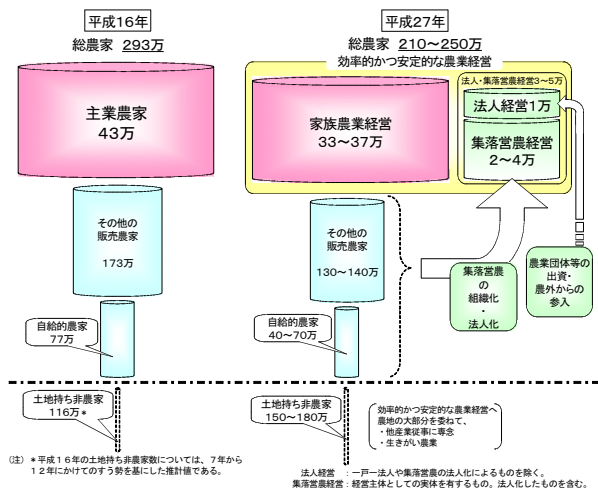 平成16年
総農家 293万
主業農家
43万
その他の
販売農家
173万
自給的農家
77万
土地持ち非農家
116万*
平成27年
総農家 210~250万
効率的かつ安定的な農業経営
家族農業経営
33~37万
法人・集落営農経営3~5万
法人経営1万
集落営農経営
2~4万
その他の
販売農家
130~140万
自給的農家
40~70万
集落営農
の
組織化
・
法人化
農業団体等の
出資・
農外からの
参入
土地持ち非農家
150~180万
効率的かつ安定的な農業経営へ
農地の大部分を委ねて、
・他産業従事に専念
・生きがい農業
(注) *平成16年の土地持ち非農家数については、7年から
12年にかけてのすう勢を基にした推計値である。
法人経営 :一戸一法人や集落営農の法人化によるものを除く。
集落営農経営:経営主体としての実体を有するもの。法人化したものを含む。